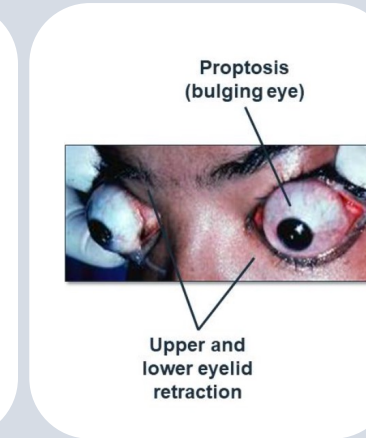 Proptosis
(bulging eye)
Upper and
lower eyelid
retraction